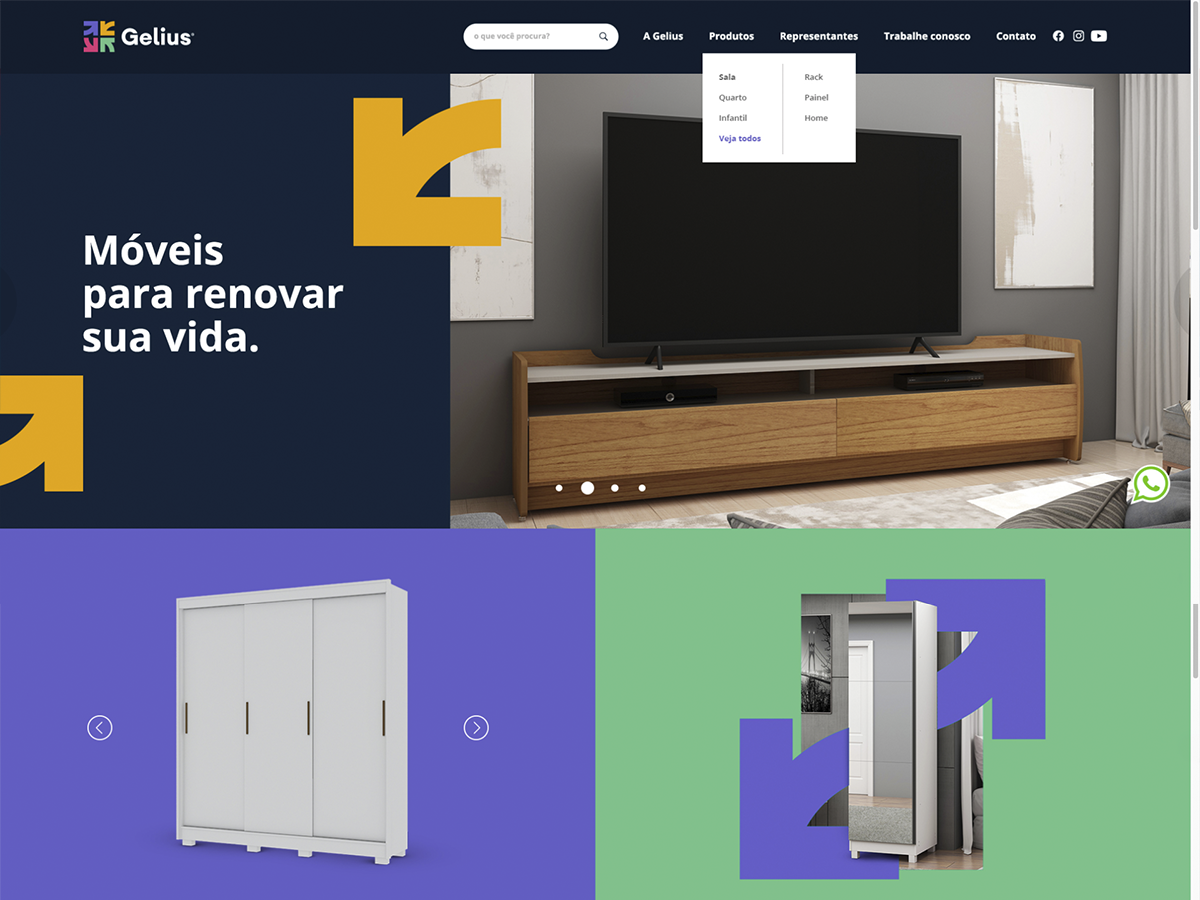 Gelius
o que você procura?
A Gelius
Produtos
Representantes
Trabalhe conosco
Contato
Sala
Quarto
Infantil
Veja todos
Rack
Painel
Home
Móveis
para renovar
sua vida.